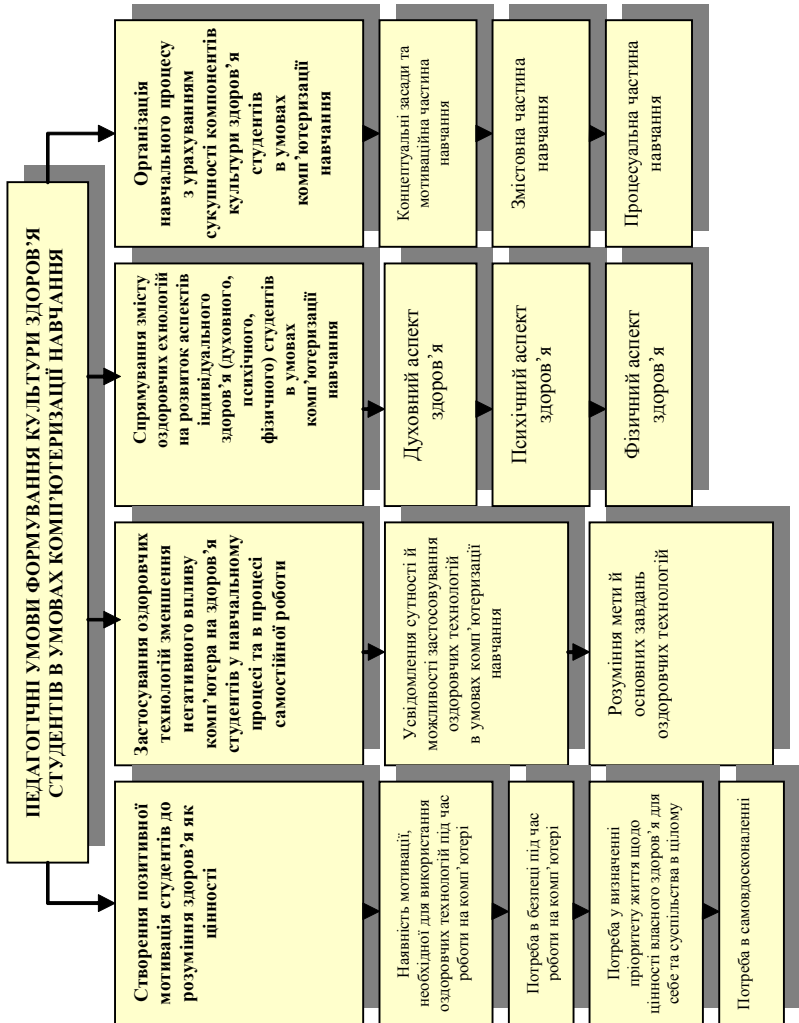 ПЕДАГОГІЧНІ УМОВИ ФОРМУВАННЯ КУЛЬТУРИ ЗДОРОВ’Я
СТУДЕНТІВ В УМОВАХ КОМП’ЮТЕРИЗАЦІЇ НАВЧАННЯ
Створення позитивної
мотивація студентів до
розуміння здоров’я як
цінності
Наявність мотивації,
необхідної для використання
оздоровчих технологій під час
роботи на комп’ютері
Потреба в безпеці під час
роботи на комп’ютері
Потреба у визначенні
пріоритету життя щодо
цінності власного здоров’я для
себе та суспільства в цілому
Потреба в самовдосконаленні
Застосування оздоровчих
технологій зменшення
негативного впливу
комп’ютера на здоров’я
студентів у навчальному
процесі та в процесі
самостійної роботи
Усвідомлення сутності й
можливості застосовування
оздоровчих технологій
в умовах комп’ютеризації
навчання
Розуміння мети й
основних завдань
оздоровчих технологій
Спрямування змісту
оздоровчих ехнологій
на розвиток аспектів
індивідуального
здоров’я (духовного,
психічного,
фізичного) студентів
в умовах
комп’ютеризації
навчання
Духовний аспект
здоров’я
Психічний аспект
здоров’я
Фізичний аспект
здоров’я
Організація
навчального процесу
з урахуванням
сукупності компонентів
культури здоров’я
студентів
в умовах
комп’ютеризації
навчання
Концептуальні засади та
мотиваційна частина
навчання
Змістовна частина
навчання
Процесуальна частина
навчання